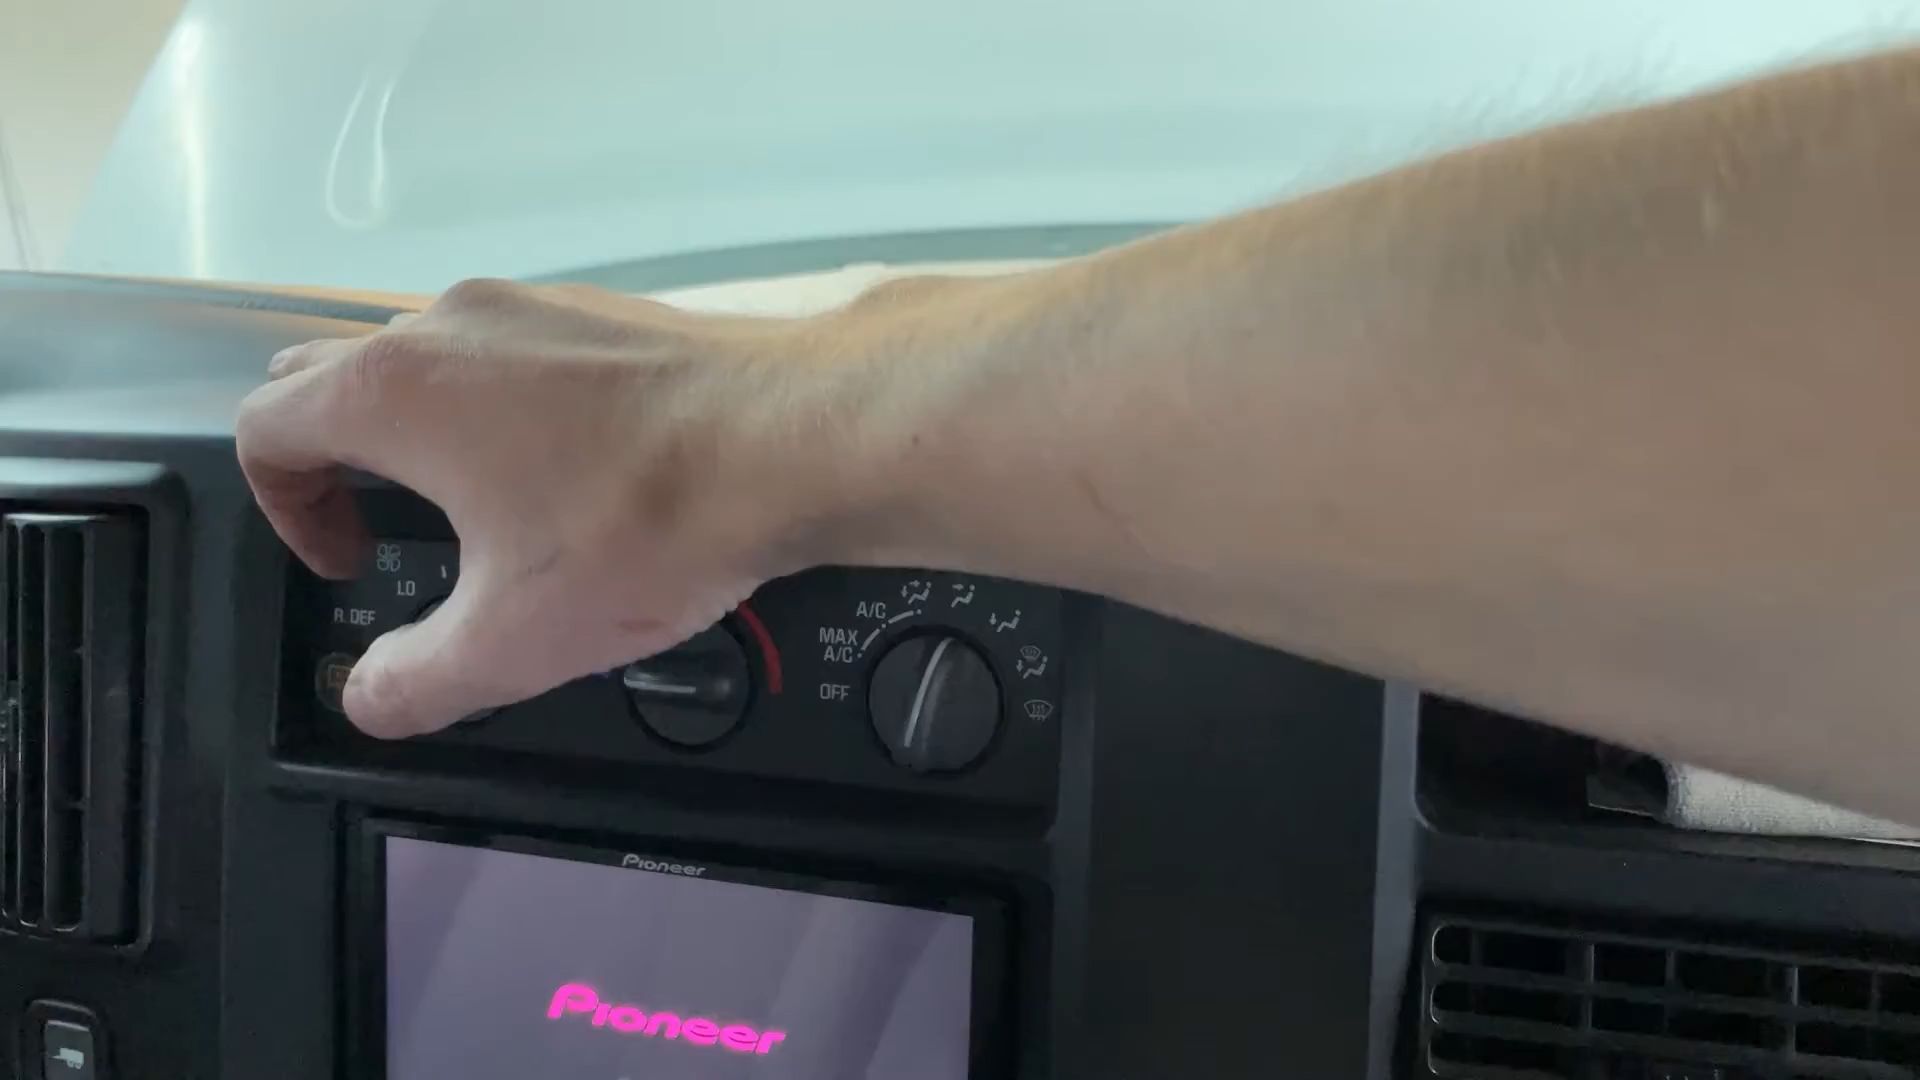 LO
R. DEF
A/C
MAX
A/C
OFF
Pioneer
Pioneer